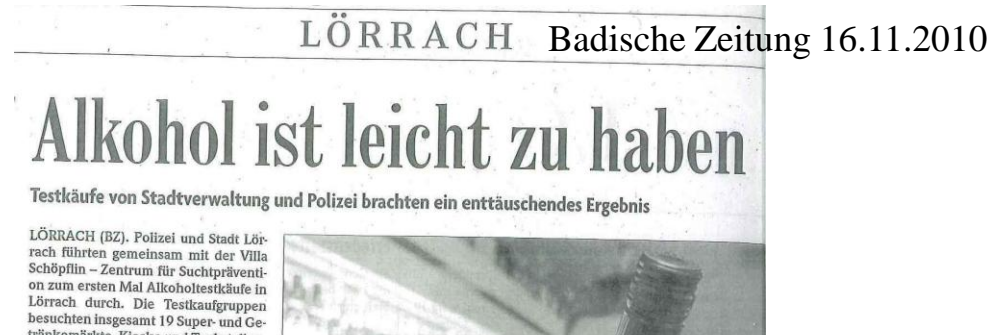 LÖRRACH Badische Zeitung 16.11.2010
Alkohol ist leicht zu haben
Testkäufe von Stadtverwaltung und Polizei brachten ein enttäuschendes Ergebnis
LÖRRACH (BZ). Polizei und Stadt Lör-
rach führten gemeinsam mit der Villa
Schöpflin – Zentrum für Suchtpräventi-
on zum ersten Mal Alkoholtestkäufe in
Lörrach durch. Die Testkaufgruppen
besuchten insgesamt 19 Super- und Ge-